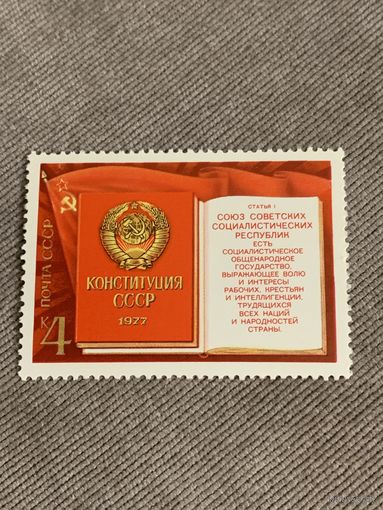 ПОЧТА СССР
К4
КОНСТИТУЦИЯ
СССР
1977
СТАТЬЯ 1
СОЮЗ СОВЕТСКИХ
СОЦИАЛИСТИЧЕСКИХ
РЕСПУБЛИК
ЕСТЬ
СОЦИАЛИСТИЧЕСКОЕ
ОБЩЕНАРОДНОЕ
ГОСУДАРСТВО,
ВЫРАЖАЮЩЕЕ ВОЛЮ
И ИНТЕРЕСЫ
РАБОЧИХ, КРЕСТЬЯН
И ИНТЕЛЛИГЕНЦИИ,
ТРУДЯЩИХСЯ
ВСЕХ НАЦИЙ
И НАРОДНОСТЕЙ
СТРАНЫ.